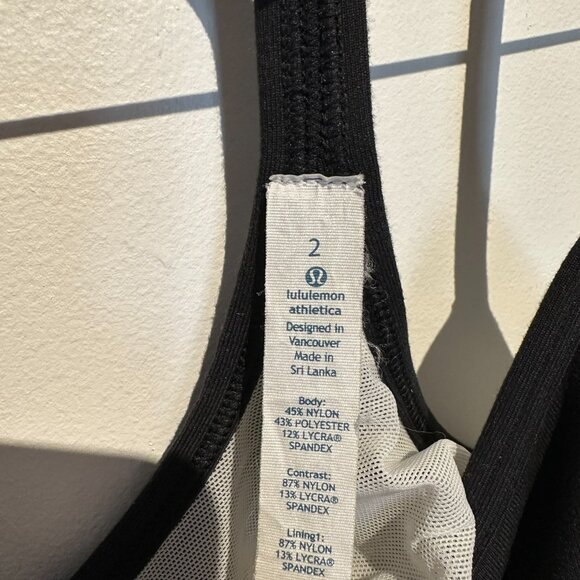 2
lululemon
athletica
Designed in
Vancouver
Made in
Sri Lanka
Body:
45% NYLON
43% POLYESTER
12% LYCRA®
SPANDEX
Contrast:
87% NYLON
13% LYCRA®
SPANDEX
Lining1:
87% NYLON
13% LYCRA®
SPANDEX